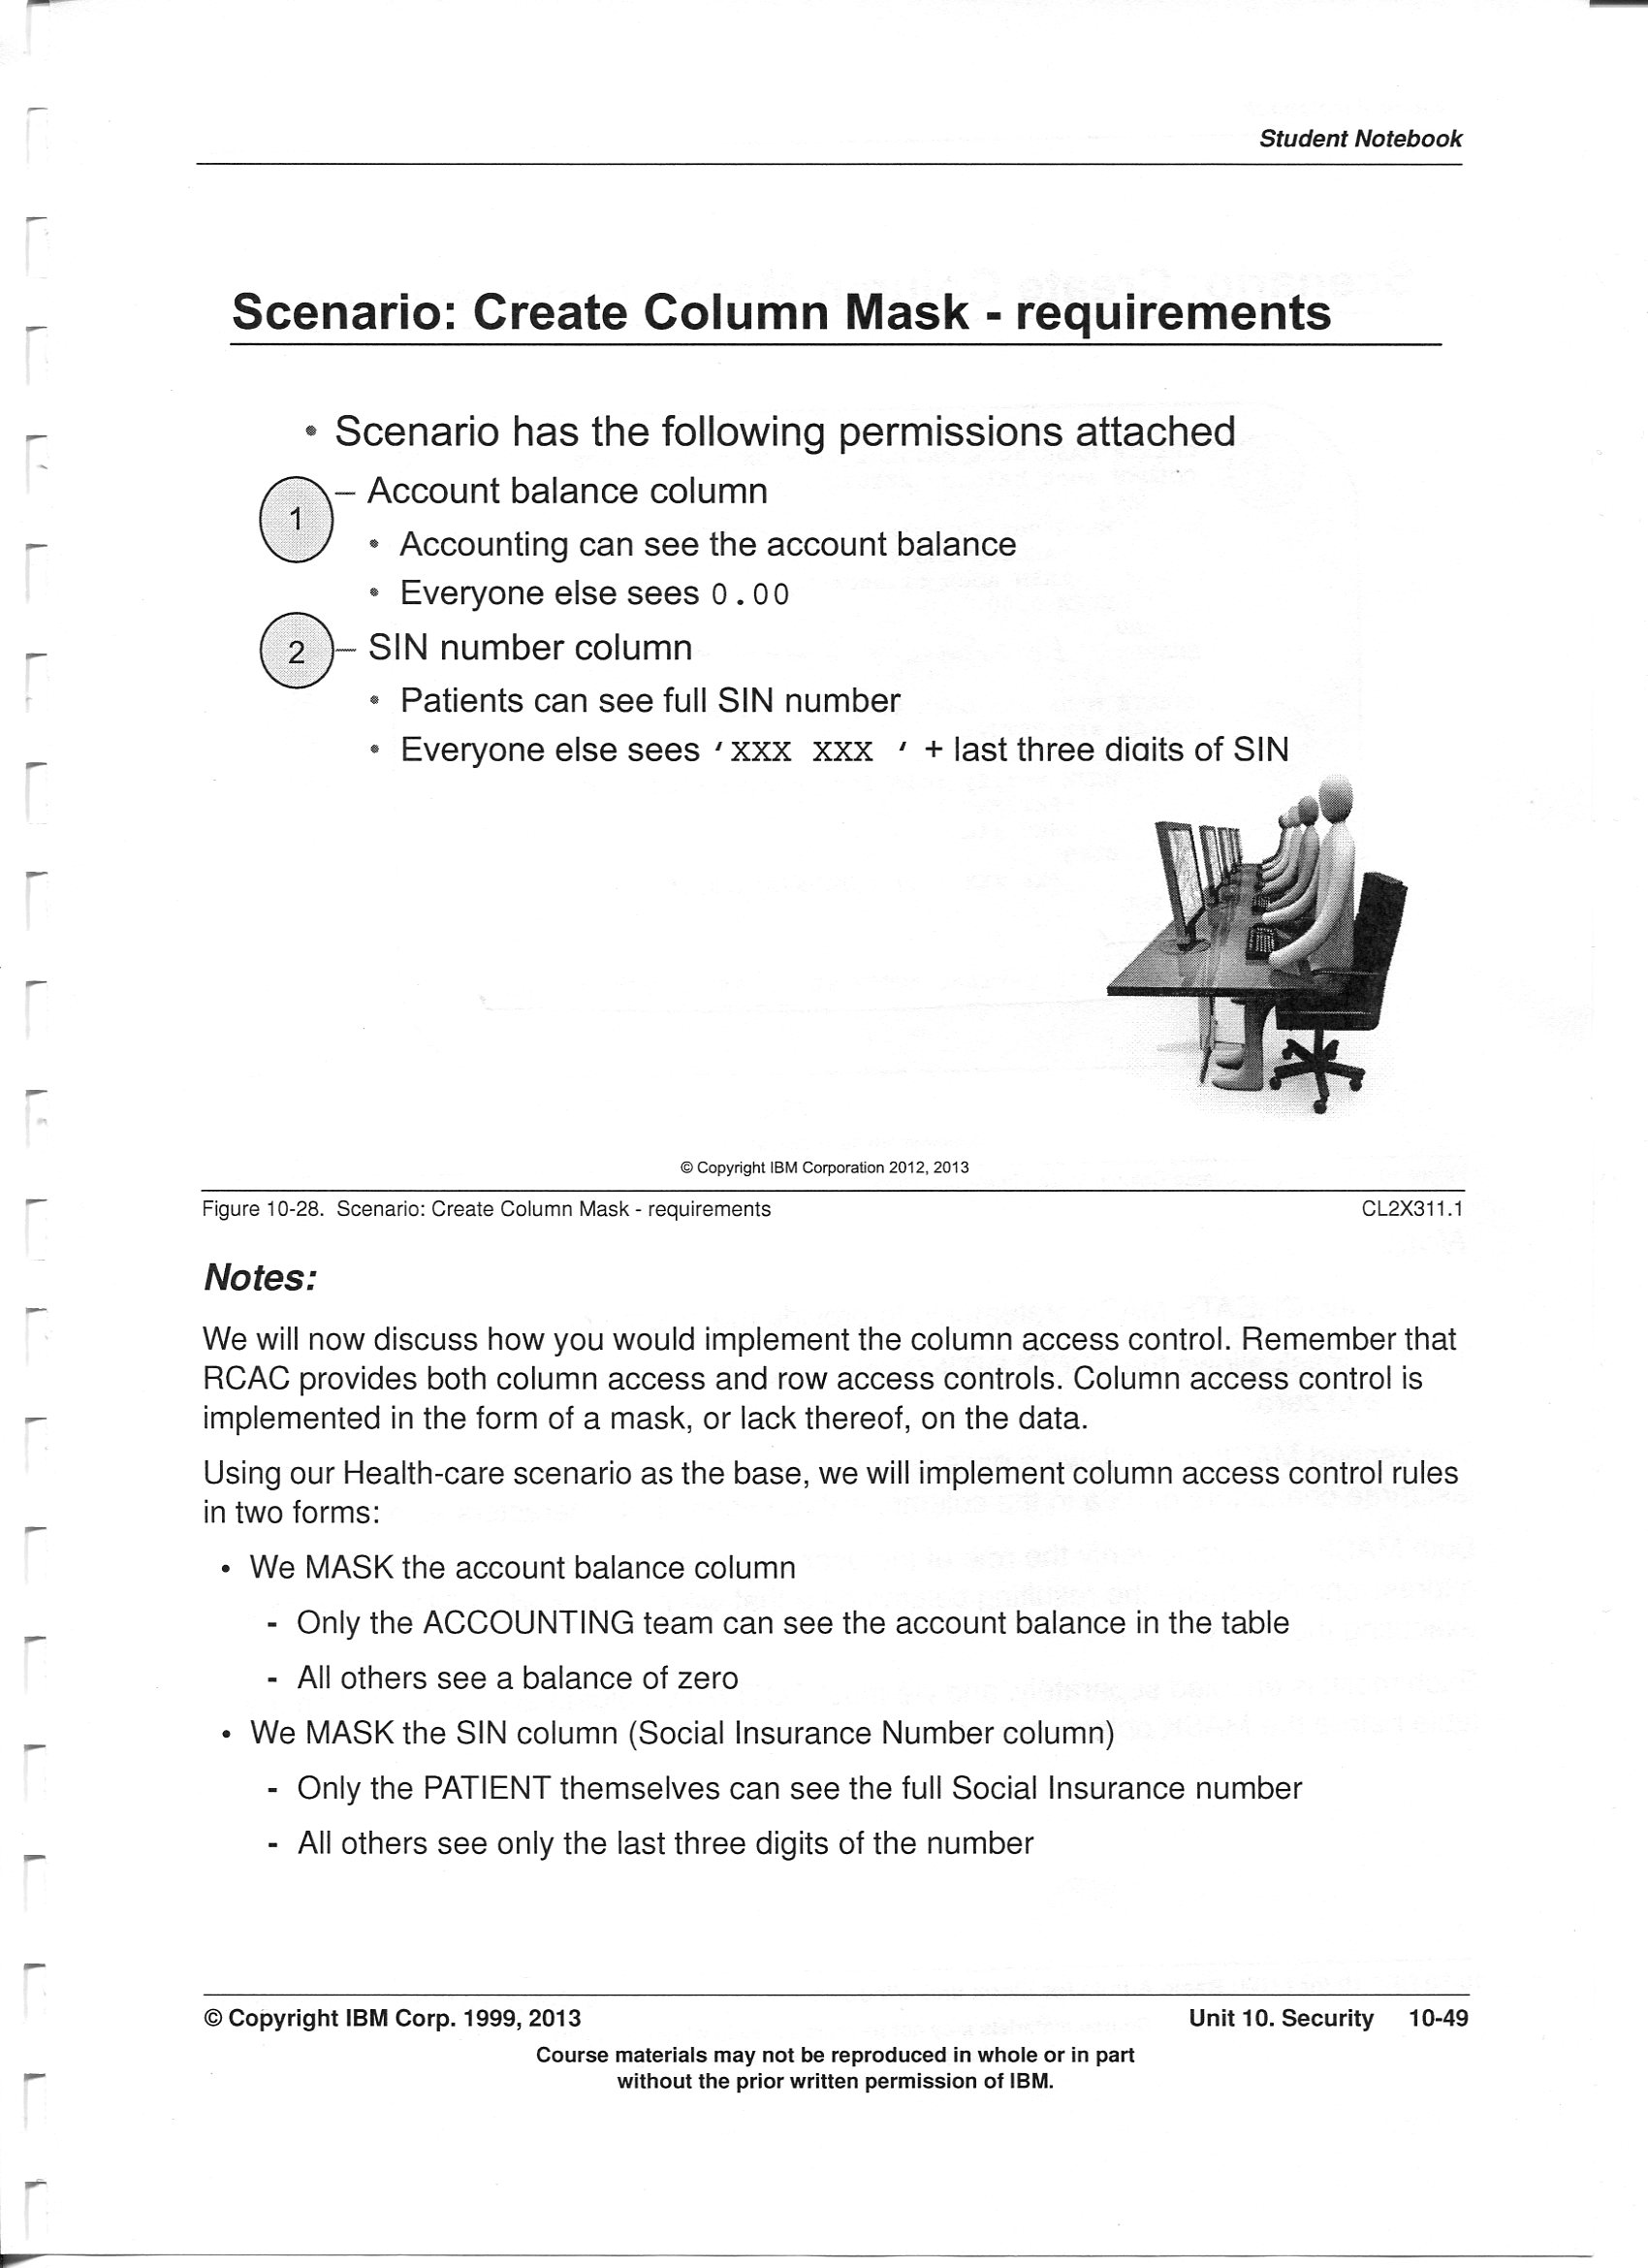 Student Notebook
Scenario: Create Column Mask - requirements
• Scenario has the following permissions attached
1
– Account balance column
• Accounting can see the account balance
• Everyone else sees 0.00
2
– SIN number column
• Patients can see full SIN number
• Everyone else sees 'XXX XXX ' + last three digits of SIN
© Copyright IBM Corporation 2012, 2013
Figure 10-28. Scenario: Create Column Mask - requirements CL2X311.1
Notes:
We will now discuss how you would implement the column access control. Remember that
RCAC provides both column access and row access controls. Column access control is
implemented in the form of a mask, or lack thereof, on the data.
Using our Health-care scenario as the base, we will implement column access control rules
in two forms:
• We MASK the account balance column
- Only the ACCOUNTING team can see the account balance in the table
- All others see a balance of zero
• We MASK the SIN column (Social Insurance Number column)
- Only the PATIENT themselves can see the full Social Insurance number
- All others see only the last three digits of the number
© Copyright IBM Corp. 1999, 2013 Unit 10. Security 10-49
Course materials may not be reproduced in whole or in part
without the prior written permission of IBM.